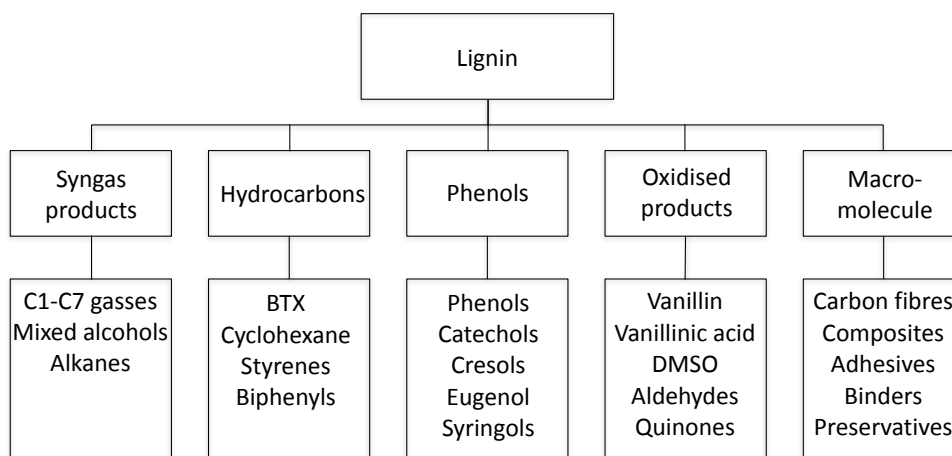 Lignin
Syngas
products
Hydrocarbons
Phenols
Oxidised
products
Macro-
molecule
C1-C7 gasses
Mixed alcohols
Alkanes
BTX
Cyclohexane
Styrenes
Biphenyls
Phenols
Catechols
Cresols
Eugenol
Syringols
Vanillin
Vanillinic acid
DMSO
Aldehydes
Quinones
Carbon fibres
Composites
Adhesives
Binders
Preservatives